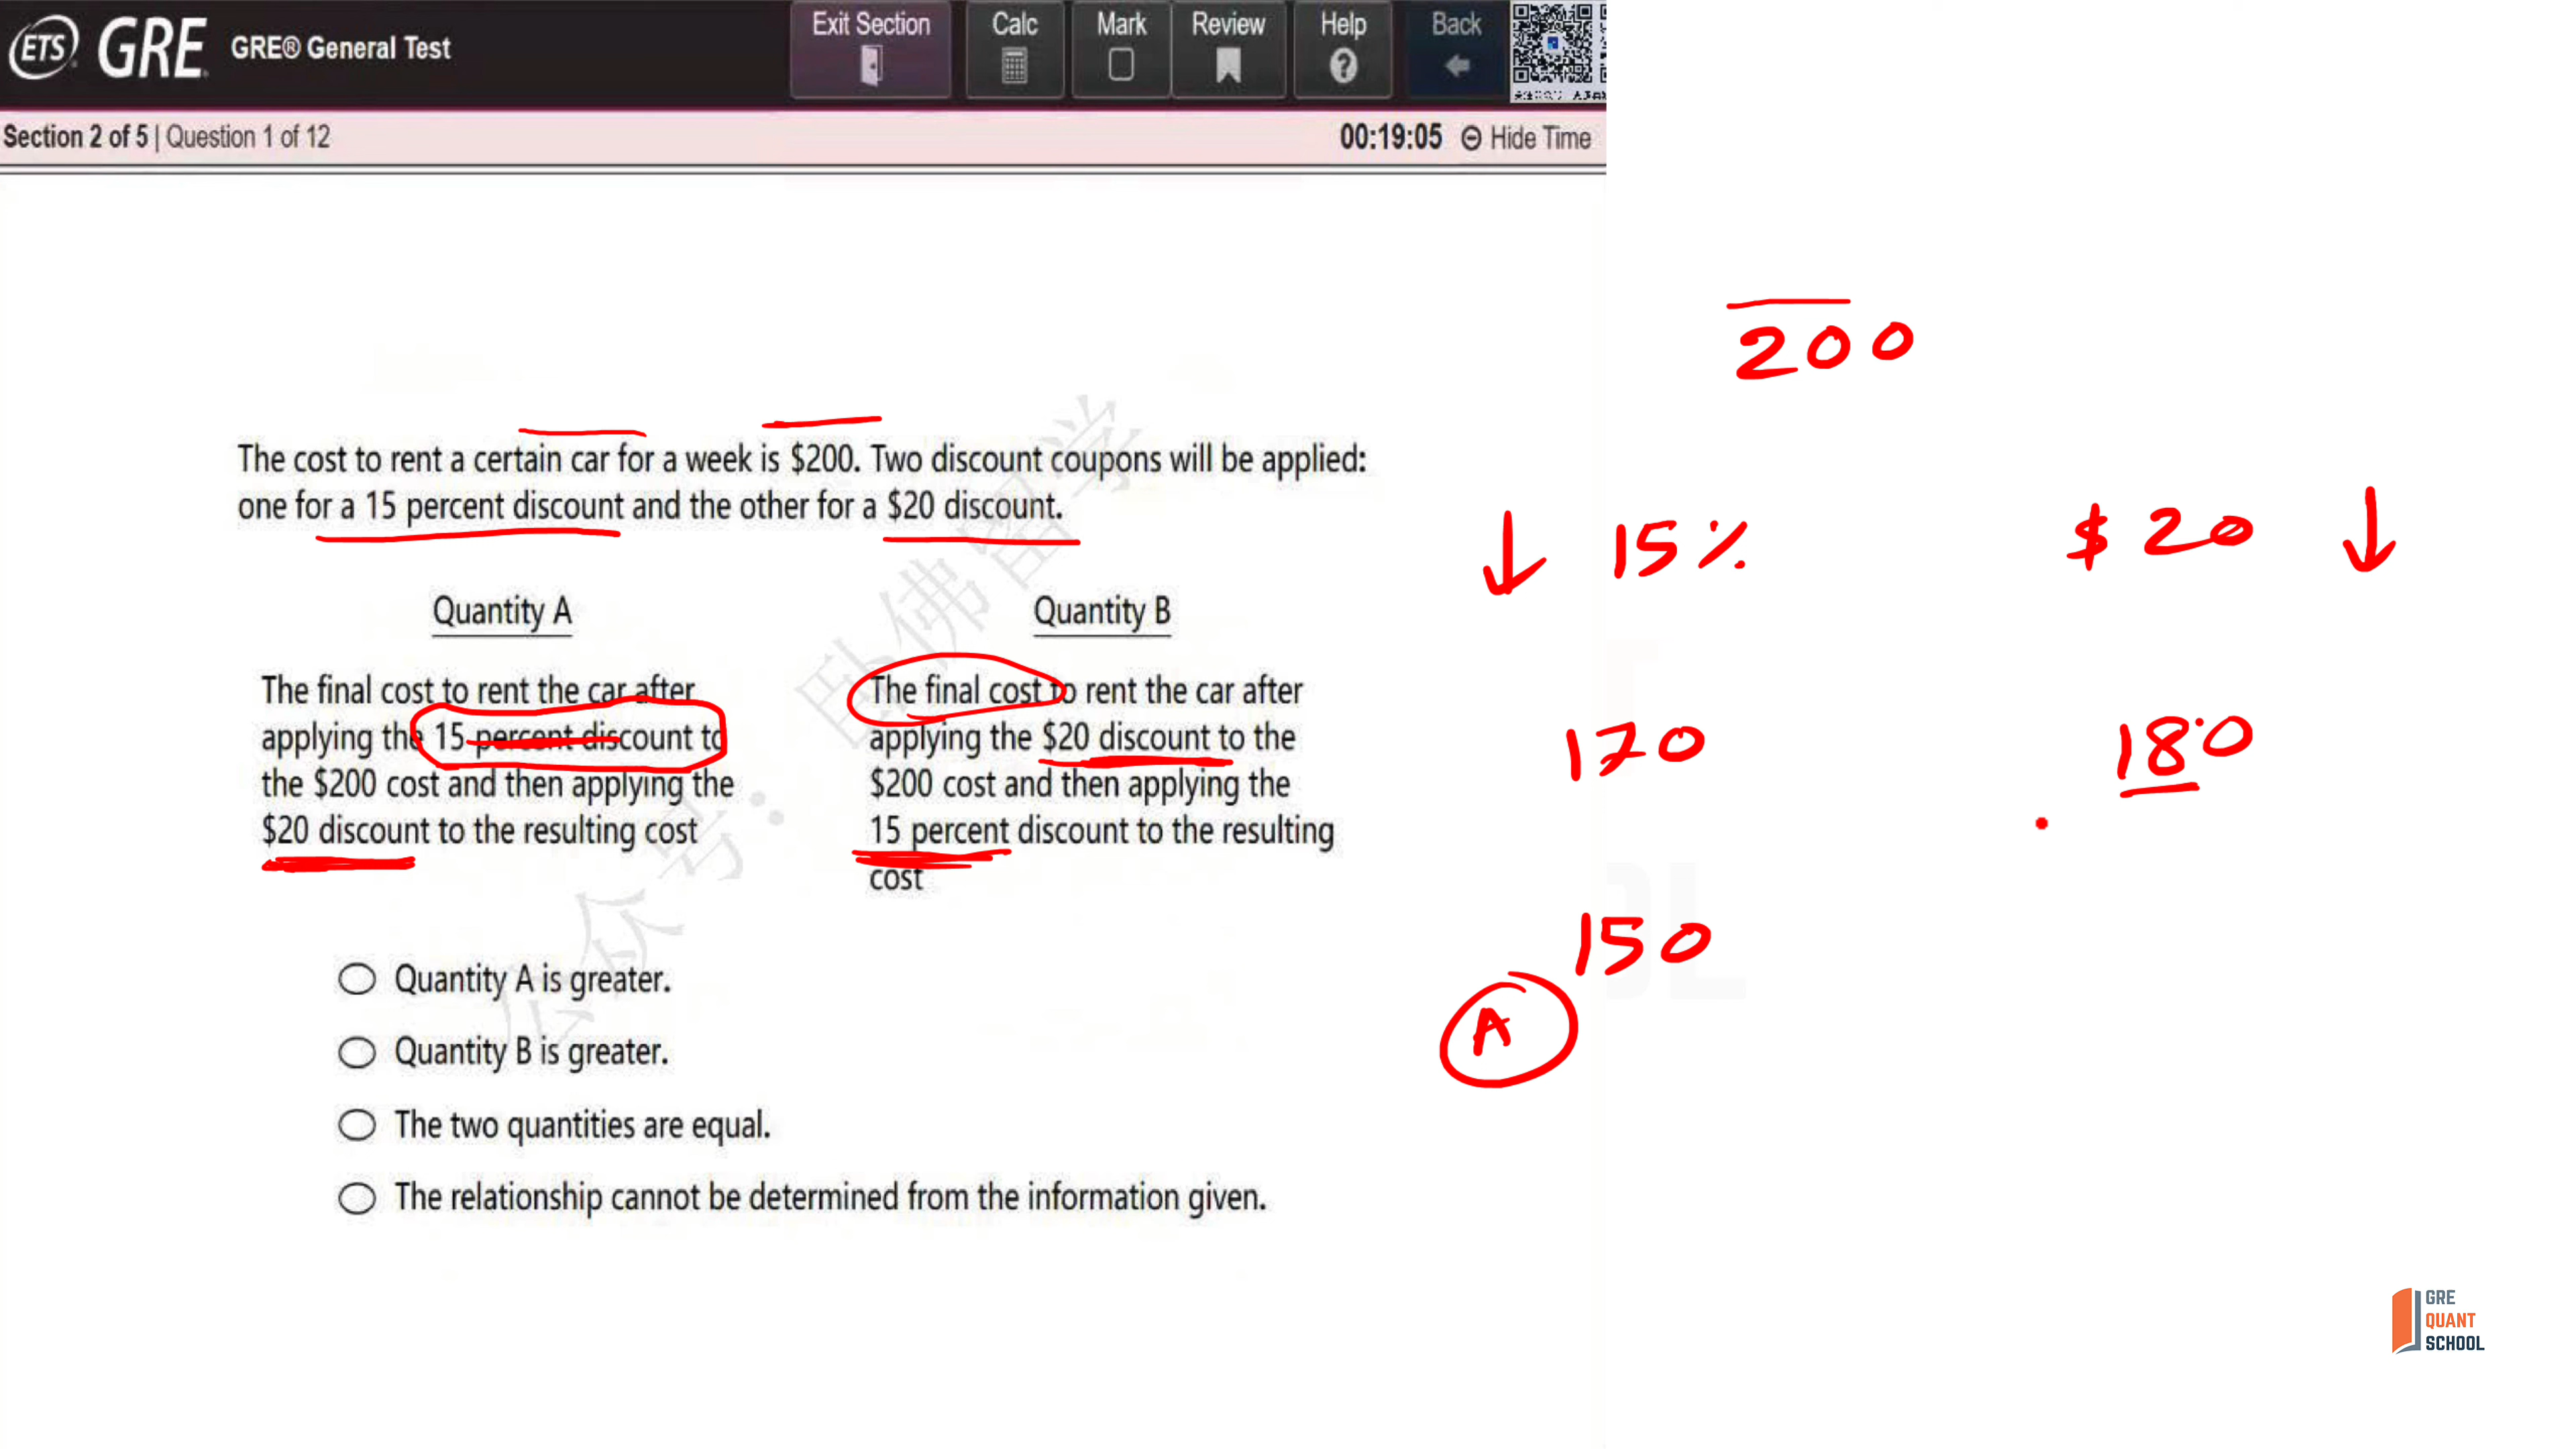 ETS GRE GRE® General Test
Exit Section
Calc
Mark
Review
Help
Back
Section 2 of 5 | Question 1 of 12
00:19:05 Hide Time
The cost to rent a certain car for a week is $200. Two discount coupons will be applied:
one for a 15 percent discount and the other for a $20 discount.
Quantity A
The final cost to rent the car after
applying the 15 percent discount to
the $200 cost and then applying the
$20 discount to the resulting cost
Quantity B
The final cost to rent the car after
applying the $20 discount to the
$200 cost and then applying the
15 percent discount to the resulting
cost
Quantity A is greater.
Quantity B is greater.
The two quantities are equal.
The relationship cannot be determined from the information given.
公众号：卧佛留学
200
↓ 15%
$20 ↓
170
180
150
A
GRE
QUANT
SCHOOL